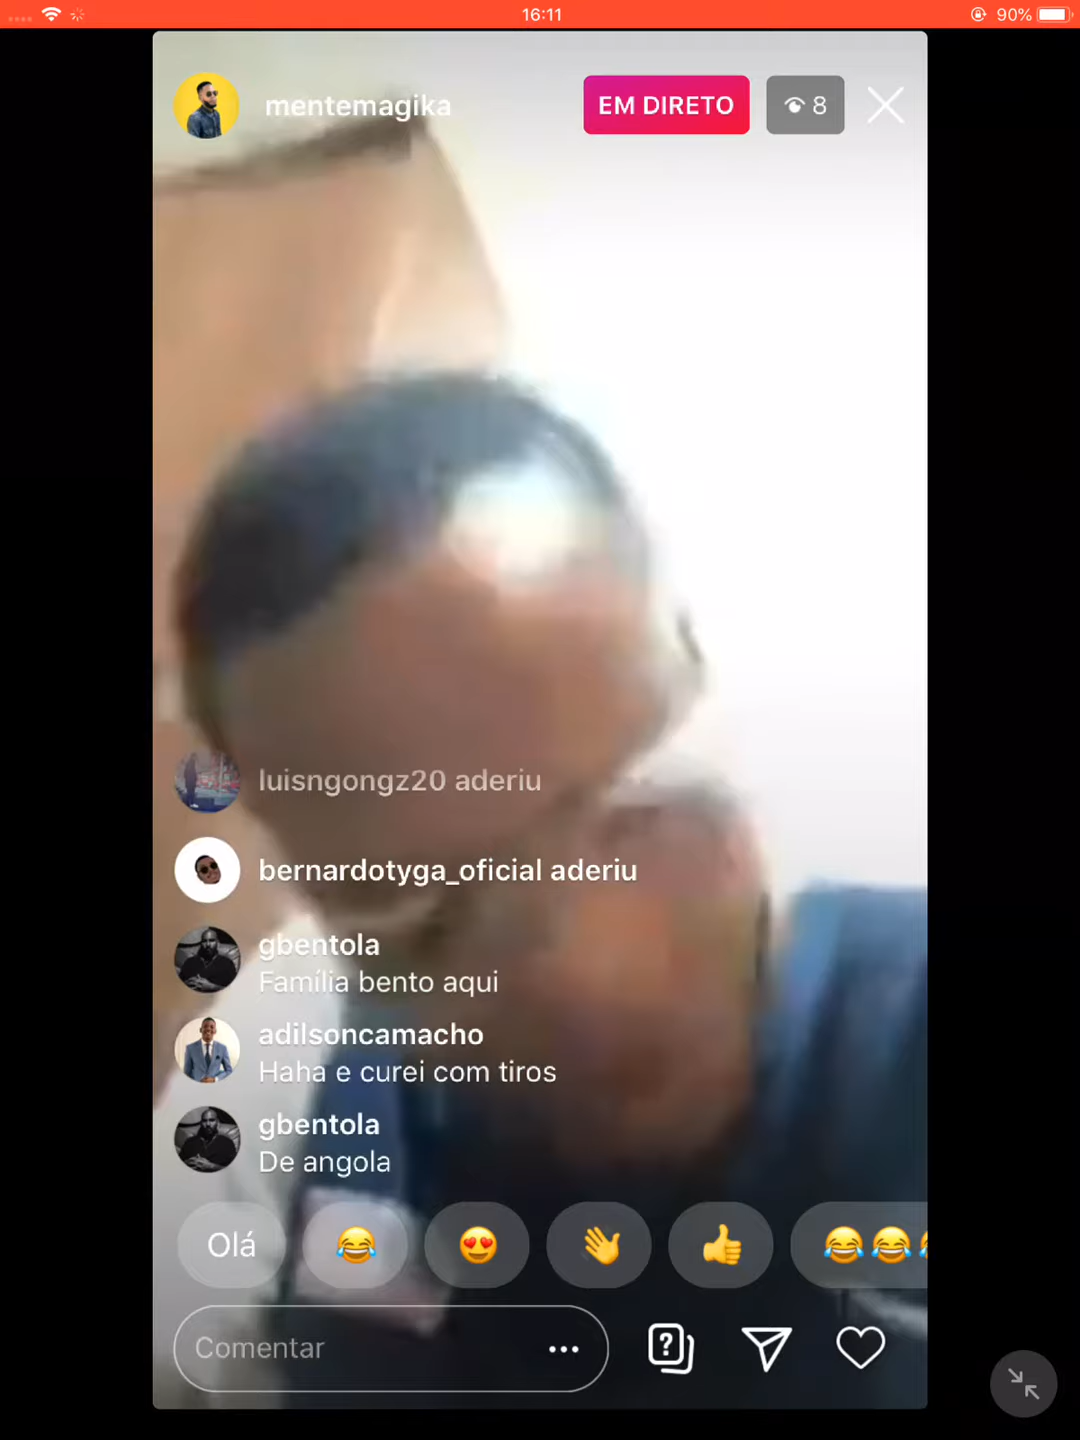 16:11
90%
mentemagika
EM DIRETO
8
luisngongz20 aderiu
bernardotyga_oficial aderiu
gbentola
Família bento aqui
adilsoncamacho
Haha e curei com tiros
gbentola
De angola
Olá
Comentar